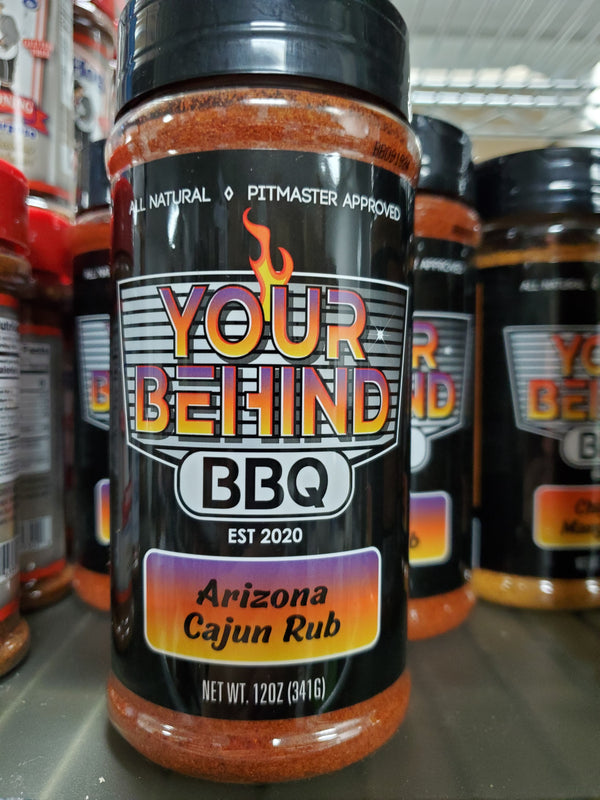 ALL NATURAL ◊ PITMASTER APPROVED
YOUR
BEHIND
BBQ
EST 2020
Arizona
Cajun Rub
NET WT. 12OZ (341G)